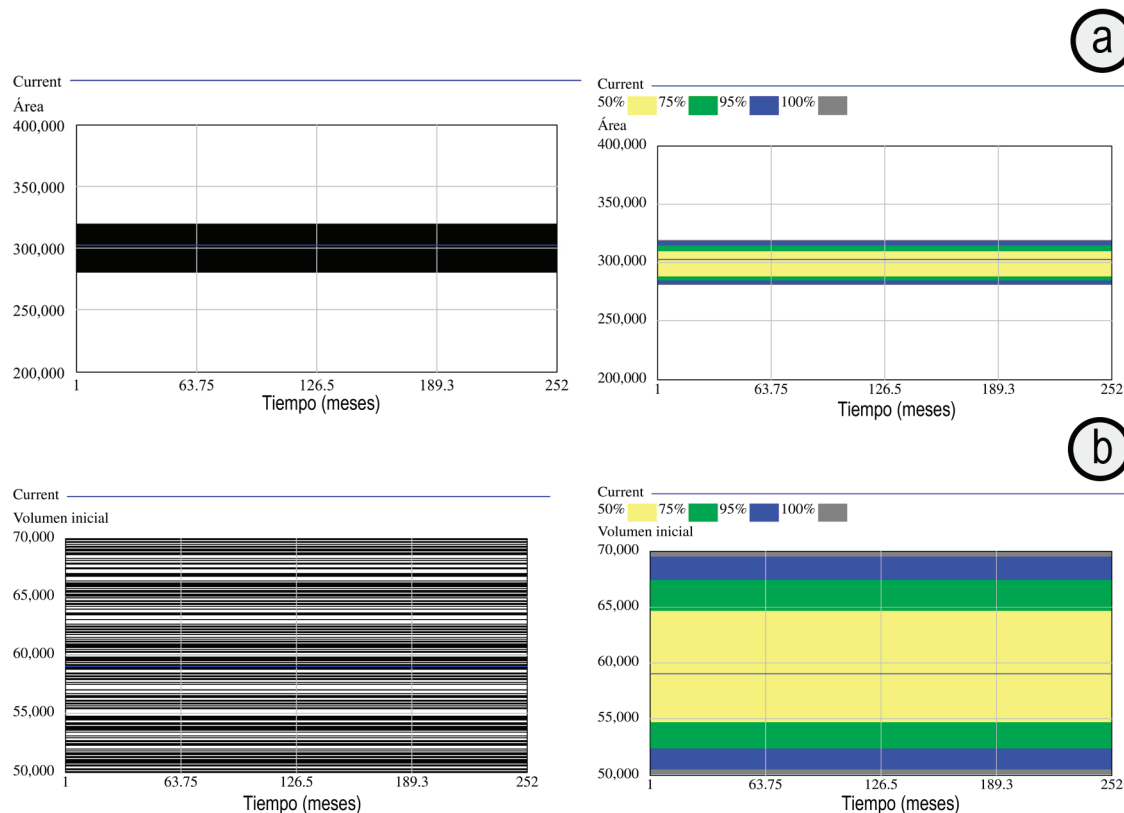 a
Current
Área
400,000
350,000
300,000
250,000
200,000
1 63.75 126.5 189.3 252
Tiempo (meses)
Current
50% 75% 95% 100%
Área
400,000
350,000
300,000
250,000
200,000
1 63.75 126.5 189.3 252
Tiempo (meses)
b
Current
Volumen inicial
70,000
65,000
60,000
55,000
50,000
1 63.75 126.5 189.3 252
Tiempo (meses)
Current
50% 75% 95% 100%
Volumen inicial
70,000
65,000
60,000
55,000
50,000
1 63.75 126.5 189.3 252
Tiempo (meses)